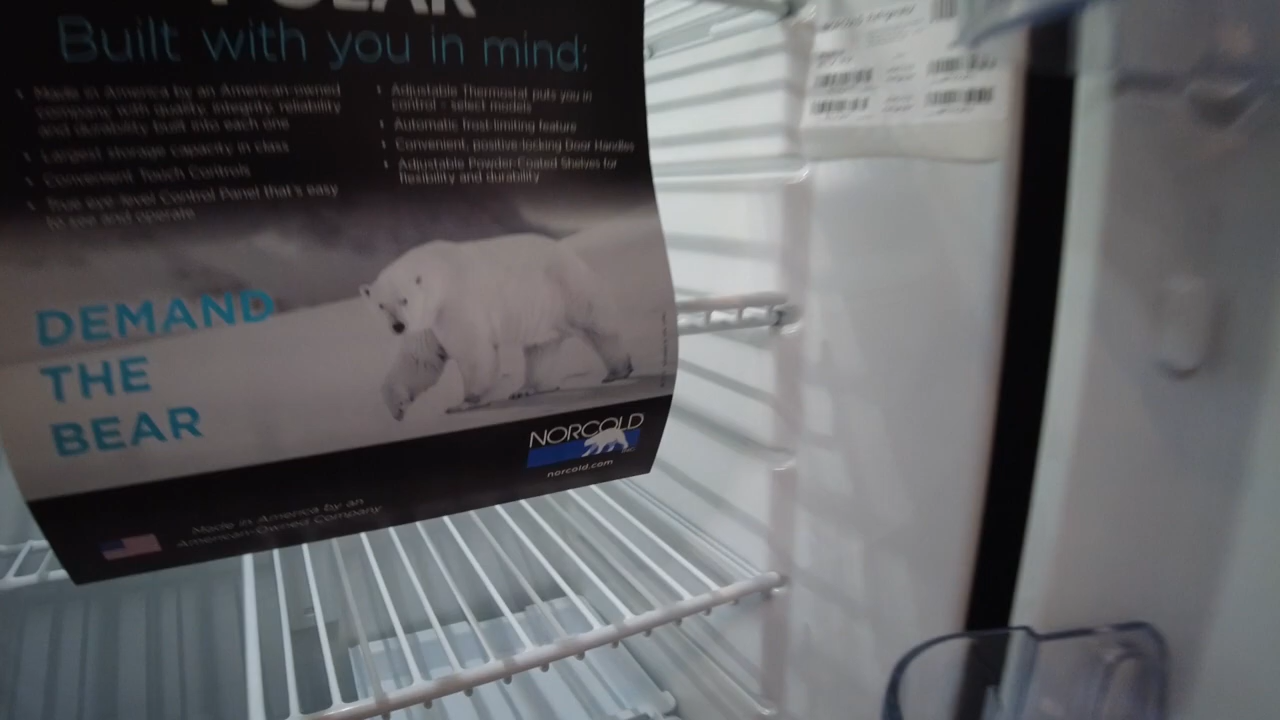 POLAR
Built with you in mind:
• Made in America by an American-owned
company with quality, integrity, reliability
and durability built into each one
• Largest storage capacity in class
• Convenient Touch Controls
• True eye-level Control Panel that's easy
to see and operate
• Adjustable Thermostat puts you in
control - select models
• Automatic frost limiting feature
• Convenient, positive-locking Door Handles
• Adjustable Powder-Coated Shelves for
flexibility and durability
DEMAND
THE
BEAR
NORCOLD
norcold.com
Made in America by an
American-Owned Company